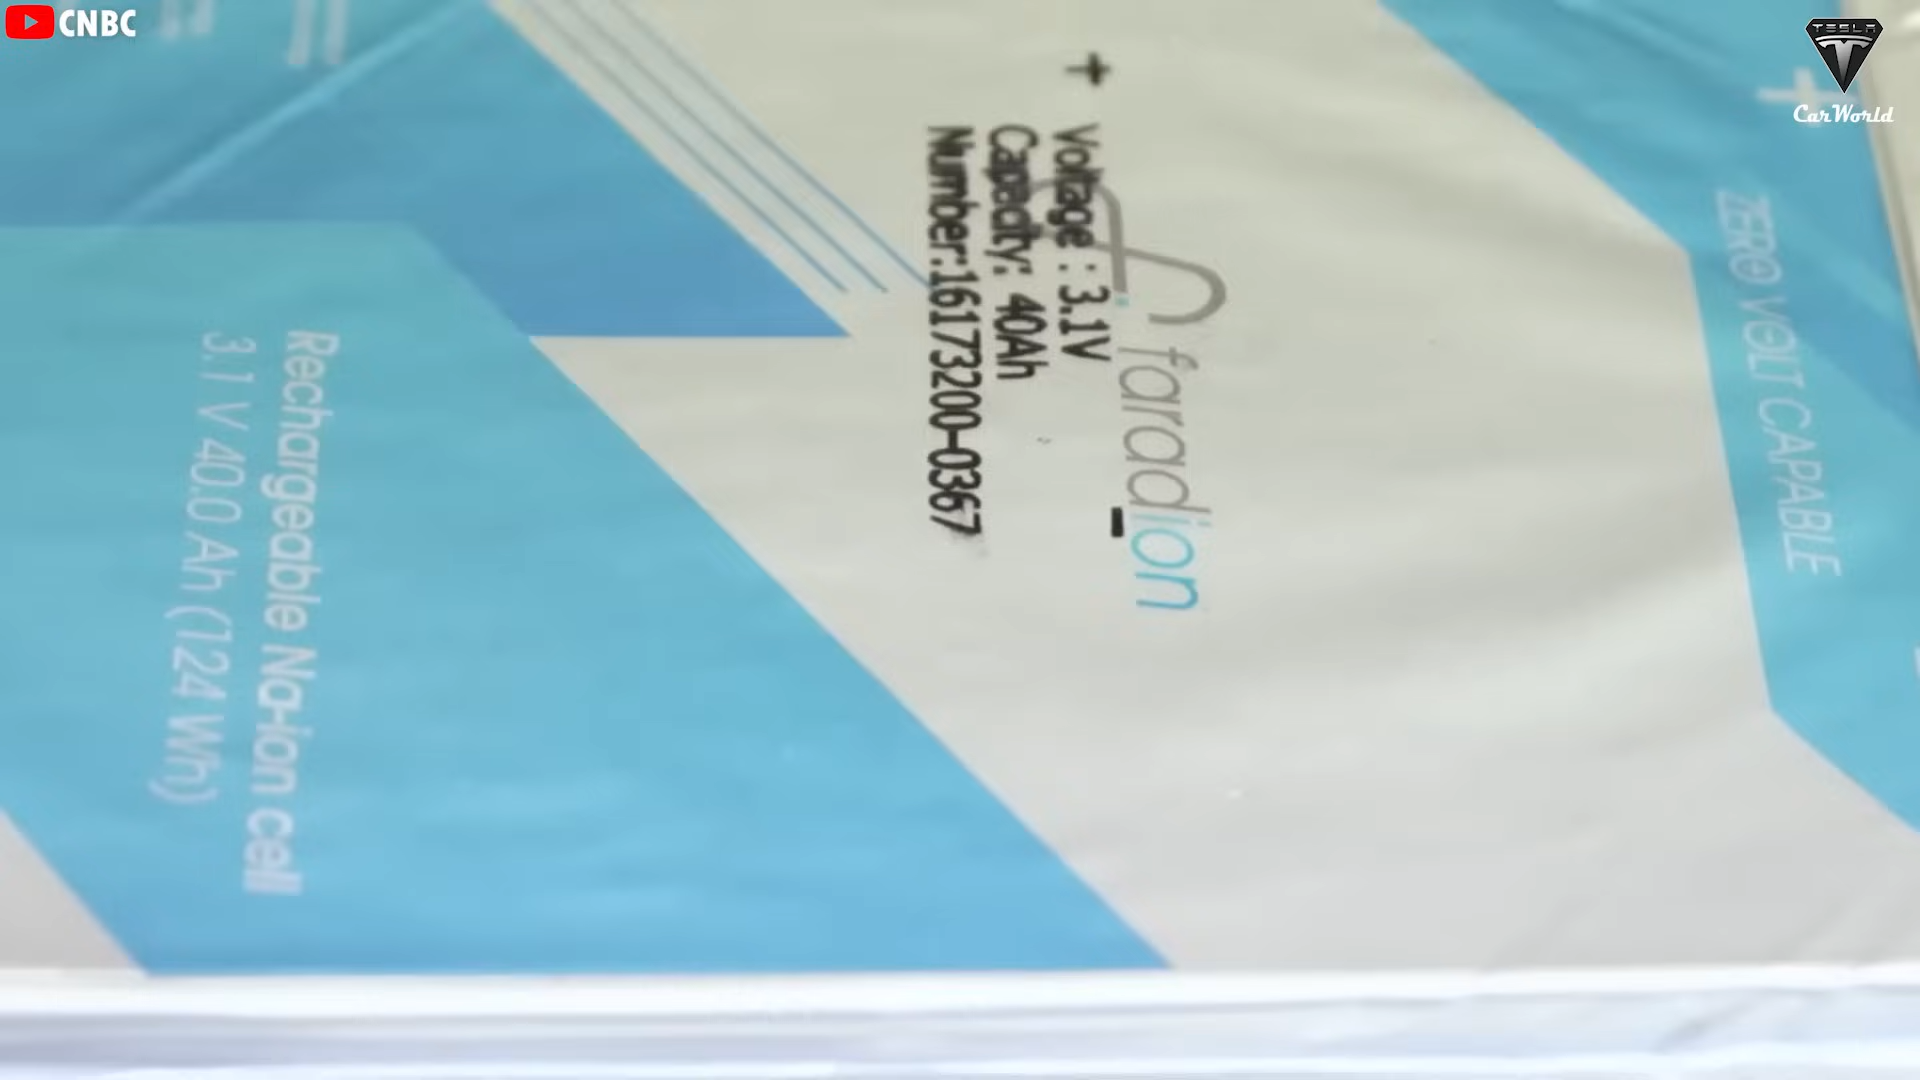 CNBC
TESLA
CarWorld
+
Voltage : 3.1V
Capacity: 40Ah
Number:16173200-0367
-
faradion
Rechargeable Na-ion cell
3.1 V 40.0 Ah (124 Wh)
+
ZERO VOLT CAPABLE